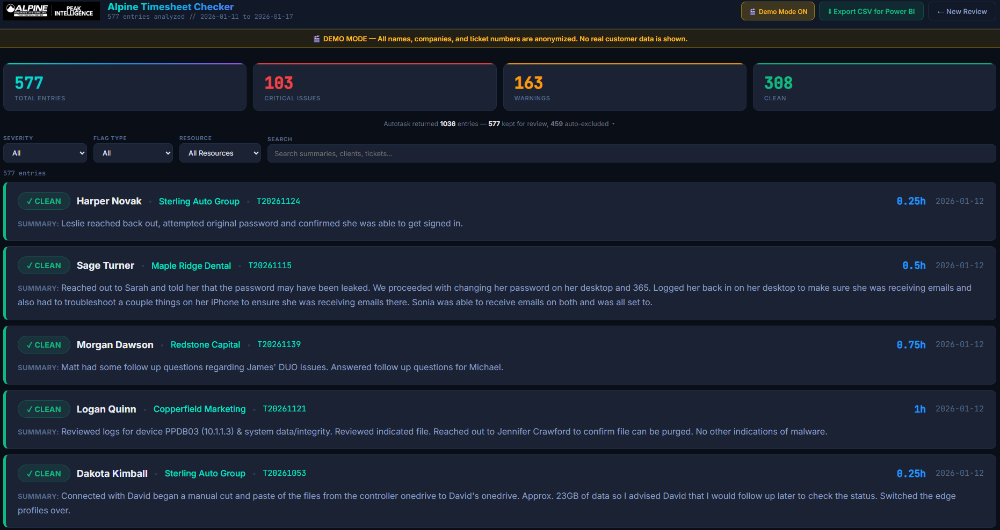 ALPINE
BUSINESS SYSTEMS, INC.
PEAK
INTELLIGENCE
Alpine Timesheet Checker
577 entries analyzed // 2026-01-11 to 2026-01-17
Demo Mode ON
⬇ Export CSV for Power BI
← New Review
DEMO MODE — All names, companies, and ticket numbers are anonymized. No real customer data is shown.
577
TOTAL ENTRIES
103
CRITICAL ISSUES
163
WARNINGS
308
CLEAN
Autotask returned 1036 entries — 577 kept for review, 459 auto-excluded ▾
SEVERITY
FLAG TYPE
RESOURCE
SEARCH
All
All
All Resources
Search summaries, clients, tickets...
577 entries
✓ CLEAN Harper Novak • Sterling Auto Group • T20261124 0.25h 2026-01-12
SUMMARY: Leslie reached back out, attempted original password and confirmed she was able to get signed in.
✓ CLEAN Sage Turner • Maple Ridge Dental • T20261115 0.5h 2026-01-12
SUMMARY: Reached out to Sarah and told her that the password may have been leaked. We proceeded with changing her password on her desktop and 365. Logged her back in on her desktop to make sure she was receiving emails and
also had to troubleshoot a couple things on her iPhone to ensure she was receiving emails there. Sonia was able to receive emails on both and was all set to.
✓ CLEAN Morgan Dawson • Redstone Capital • T20261139 0.75h 2026-01-12
SUMMARY: Matt had some follow up questions regarding James' DUO issues. Answered follow up questions for Michael.
✓ CLEAN Logan Quinn • Copperfield Marketing • T20261121 1h 2026-01-12
SUMMARY: Reviewed logs for device PPDB03 (10.1.1.3) & system data/integrity. Reviewed indicated file. Reached out to Jennifer Crawford to confirm file can be purged. No other indications of malware.
✓ CLEAN Dakota Kimball • Sterling Auto Group • T20261053 0.25h 2026-01-12
SUMMARY: Connected with David began a manual cut and paste of the files from the controller onedrive to David's onedrive. Approx. 23GB of data so I advised David that I would follow up later to check the status. Switched the edge
profiles over.